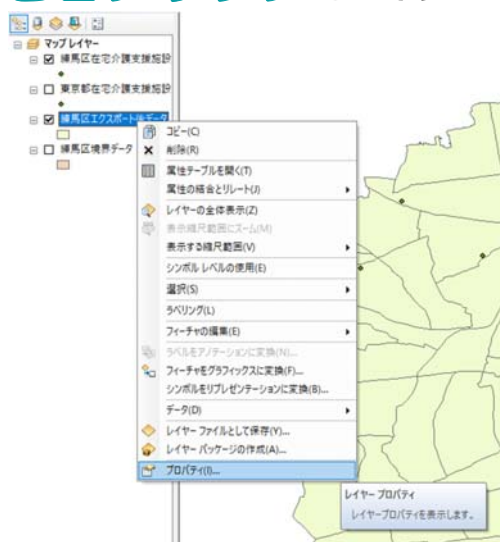 マップ レイヤー
練馬区在宅介護支援施設
東京都在宅介護支援施設
練馬区エクスポート後データ
練馬区境界データ
コピー(C)
削除(R)
属性テーブルを開く(T)
属性の結合とリレート(J)
レイヤーの全体表示(Z)
表示縮尺範囲にズーム(M)
表示する縮尺範囲(V)
シンボル レベルの使用(E)
選択(S)
ラベリング(L)
フィーチャの編集(E)
ラベルをアノテーションに変換(N)...
フィーチャをグラフィックスに変換(F)...
シンボルをリプレゼンテーションに変換(B)...
データ(D)
レイヤー ファイルとして保存(Y)...
レイヤー パッケージの作成(A)...
プロパティ(I)...
レイヤー プロパティ
レイヤープロパティを表示します。